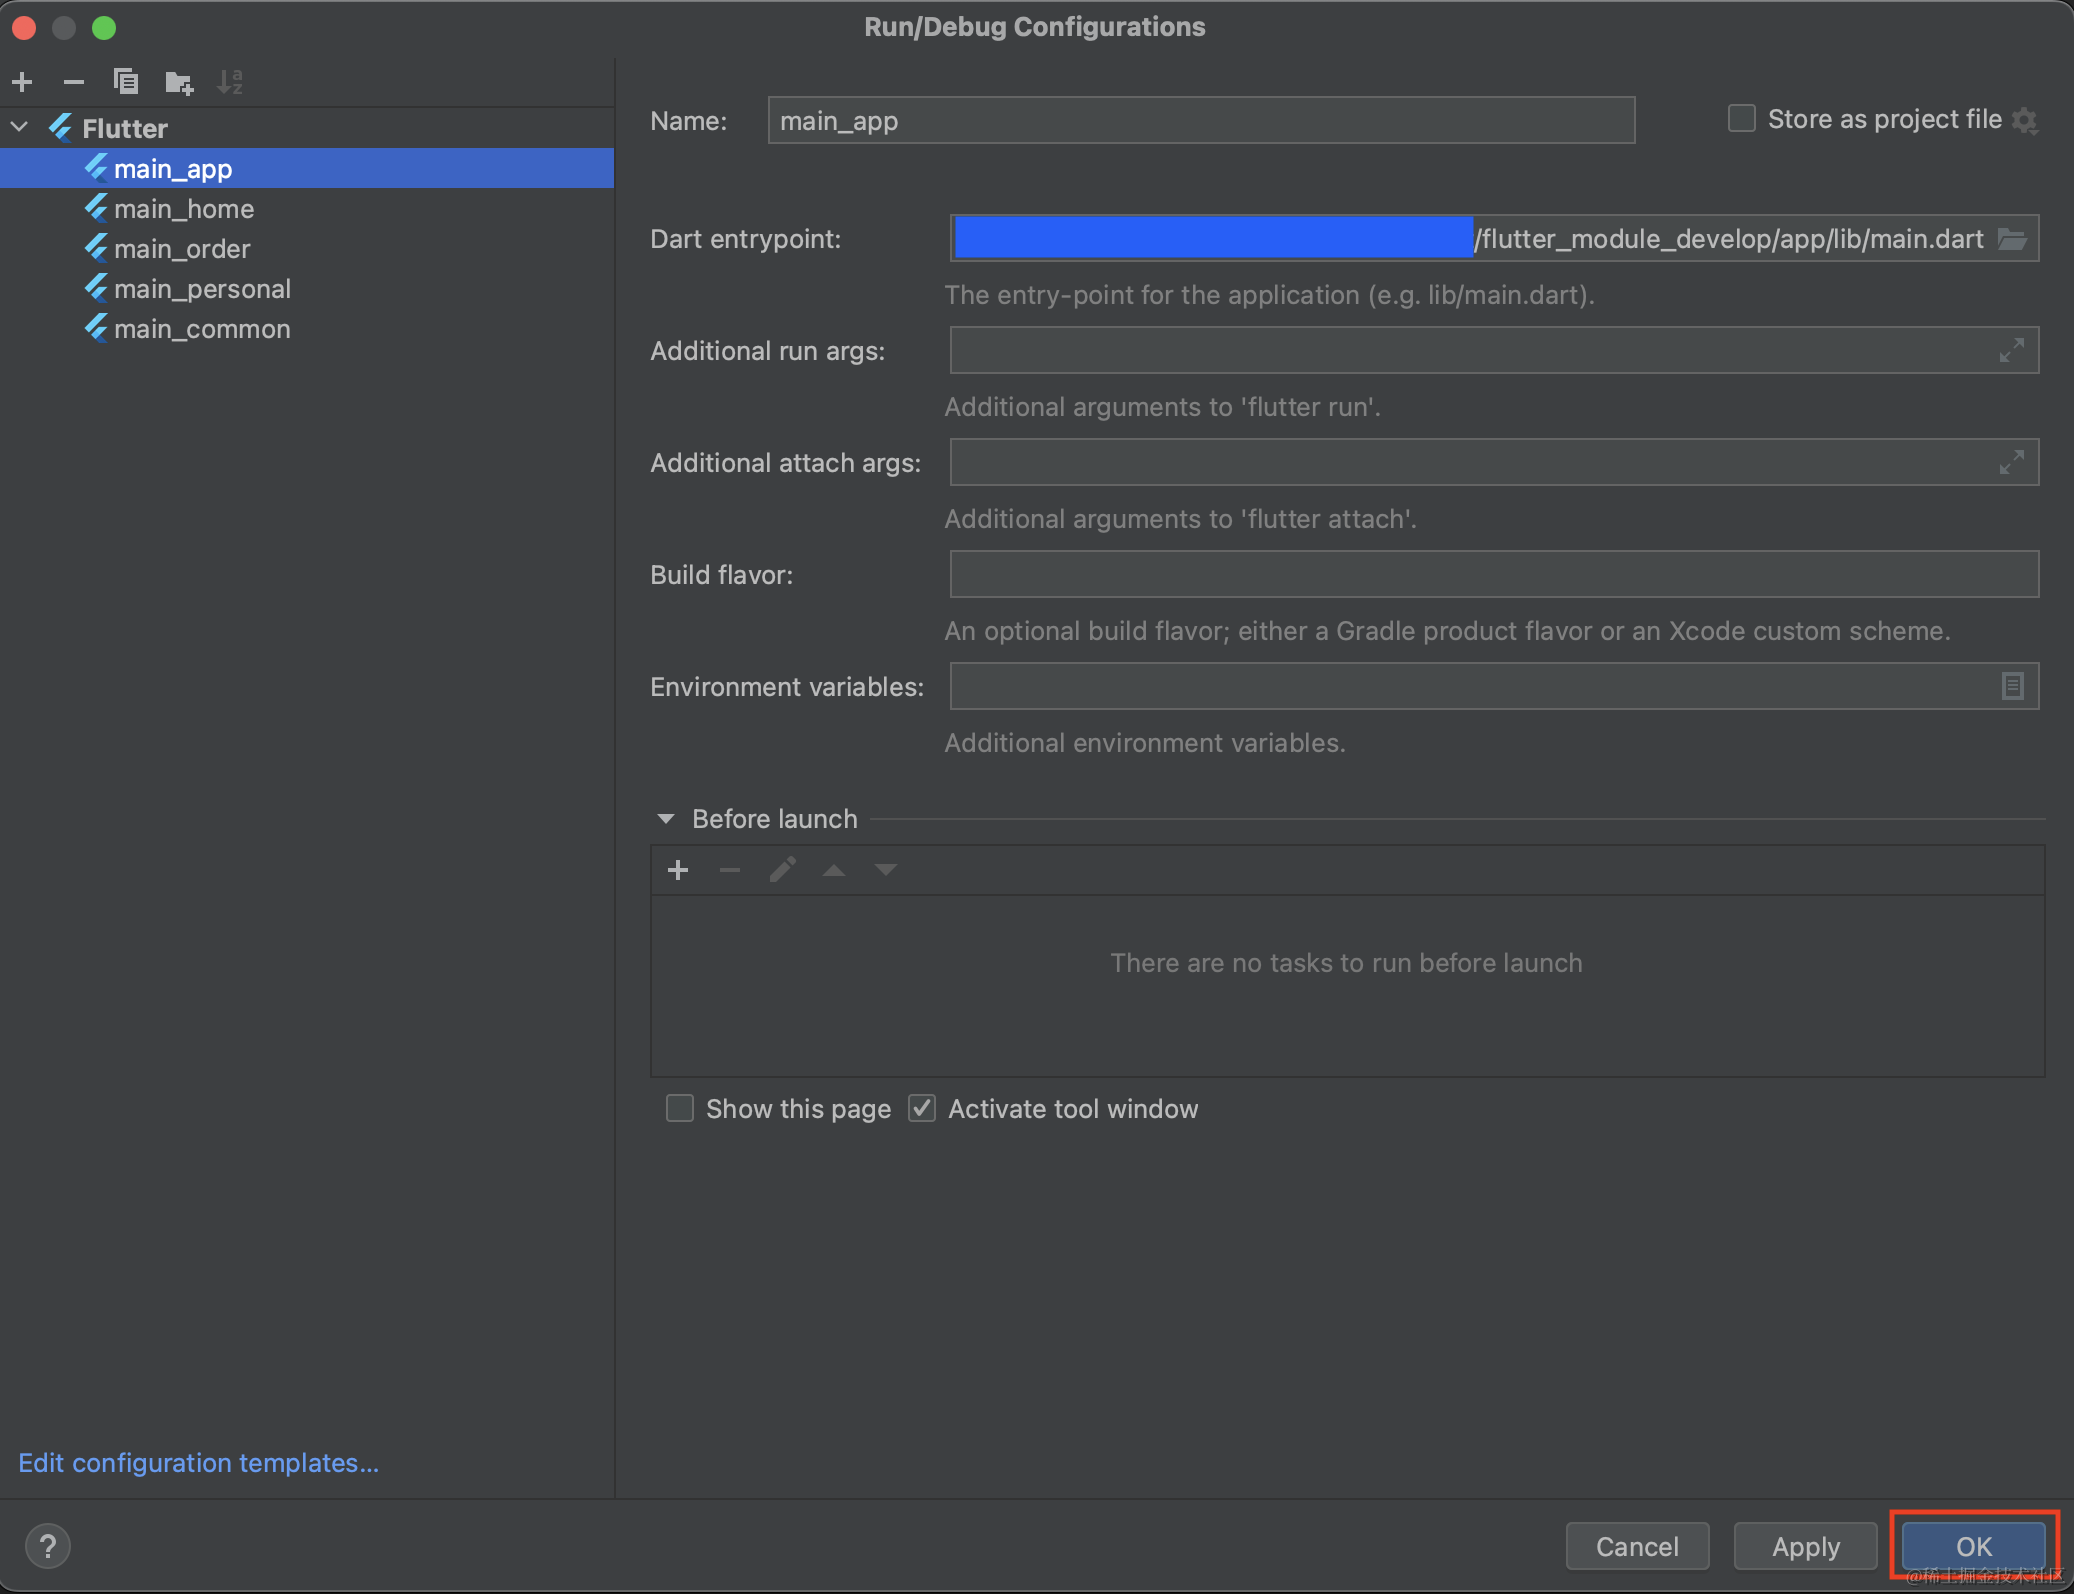 Run/Debug Configurations
Flutter
main_app
main_home
main_order
main_personal
main_common
Edit configuration templates...
Name: main_app
Store as project file
Dart entrypoint: /flutter_module_develop/app/lib/main.dart
The entry-point for the application (e.g. lib/main.dart).
Additional run args:
Additional arguments to 'flutter run'.
Additional attach args:
Additional arguments to 'flutter attach'.
Build flavor:
An optional build flavor; either a Gradle product flavor or an Xcode custom scheme.
Environment variables:
Additional environment variables.
Before launch
There are no tasks to run before launch
Show this page Activate tool window
? Cancel Apply OK
@稀土掘金技术社区